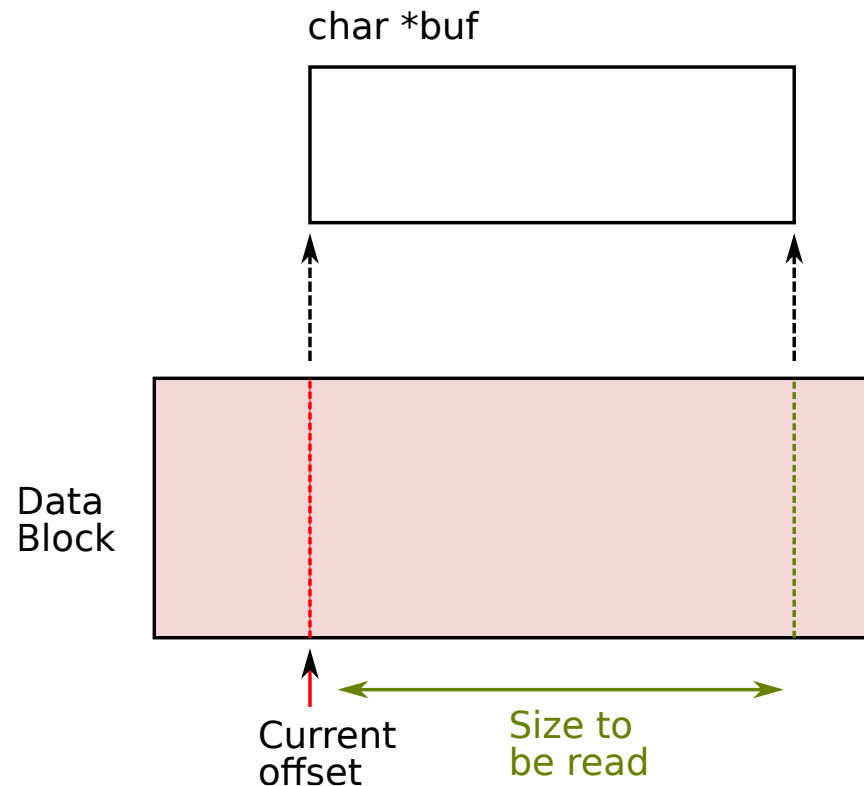 char *buf
Data
Block
Current
offset
Size to
be read